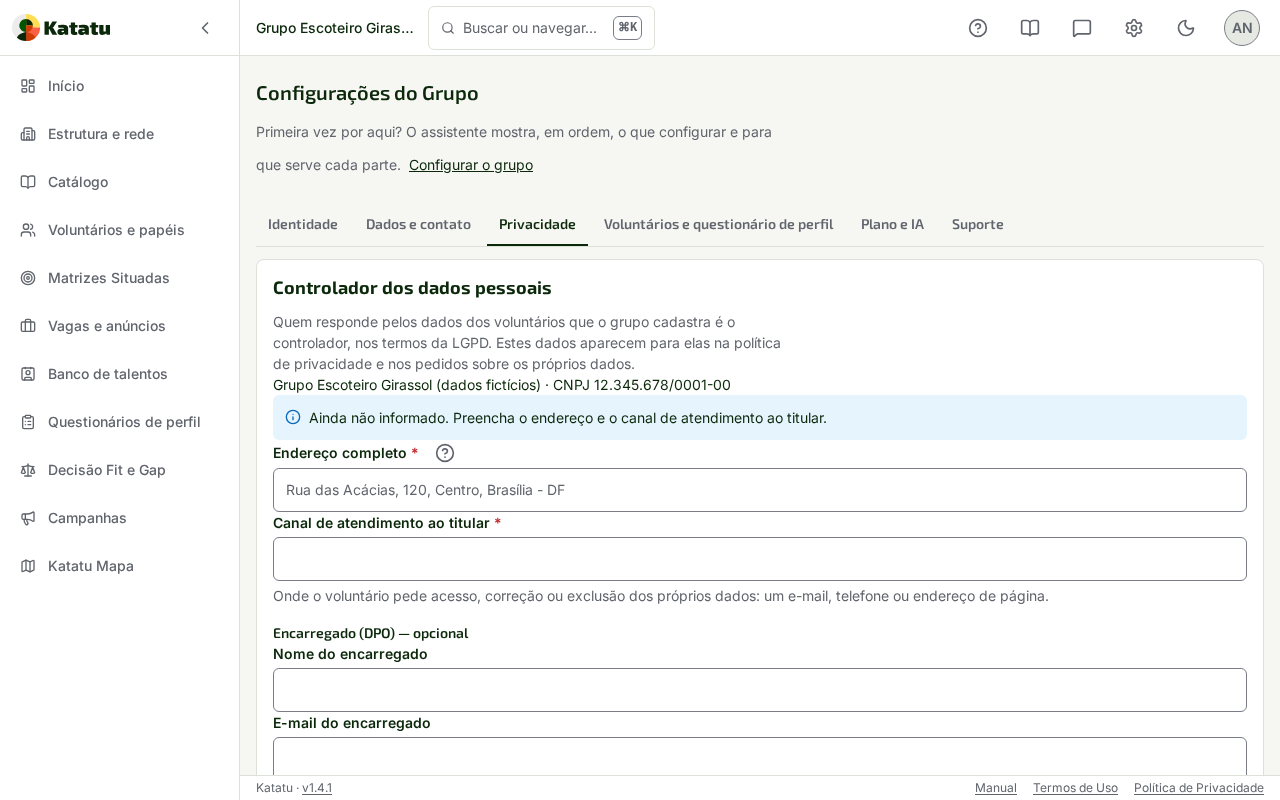 Katatu
Grupo Escoteiro Giras...
Buscar ou navegar...
⌘K
AN
Início
Estrutura e rede
Catálogo
Voluntários e papéis
Matrizes Situadas
Vagas e anúncios
Banco de talentos
Questionários de perfil
Decisão Fit e Gap
Campanhas
Katatu Mapa
Configurações do Grupo
Primeira vez por aqui? O assistente mostra, em ordem, o que configurar e para
que serve cada parte. Configurar o grupo
Identidade
Dados e contato
Privacidade
Voluntários e questionário de perfil
Plano e IA
Suporte
Controlador dos dados pessoais
Quem responde pelos dados dos voluntários que o grupo cadastra é o
controlador, nos termos da LGPD. Estes dados aparecem para elas na política
de privacidade e nos pedidos sobre os próprios dados.
Grupo Escoteiro Girassol (dados fictícios) · CNPJ 12.345.678/0001-00
Ainda não informado. Preencha o endereço e o canal de atendimento ao titular.
Endereço completo *
Rua das Acácias, 120, Centro, Brasília - DF
Canal de atendimento ao titular *
Onde o voluntário pede acesso, correção ou exclusão dos próprios dados: um e-mail, telefone ou endereço de página.
Encarregado (DPO) — opcional
Nome do encarregado
E-mail do encarregado
Katatu · v1.4.1
Manual
Termos de Uso
Política de Privacidade